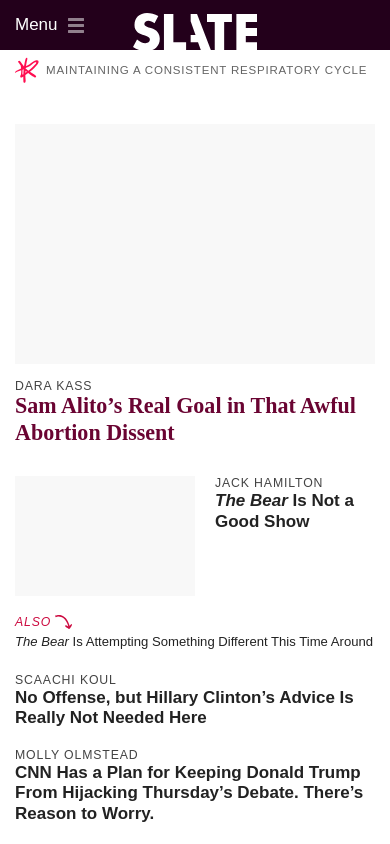 Menu
SLATE
MAINTAINING A CONSISTENT RESPIRATORY CYCLE
DARA KASS
Sam Alito’s Real Goal in That Awful
Abortion Dissent
JACK HAMILTON
The Bear Is Not a
Good Show
ALSO
The Bear Is Attempting Something Different This Time Around
SCAACHI KOUL
No Offense, but Hillary Clinton’s Advice Is
Really Not Needed Here
MOLLY OLMSTEAD
CNN Has a Plan for Keeping Donald Trump
From Hijacking Thursday’s Debate. There’s
Reason to Worry.